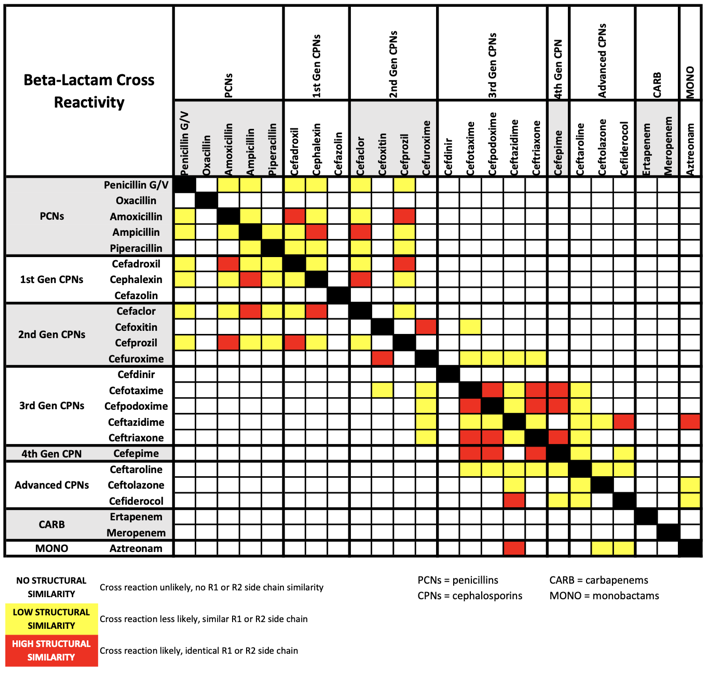 Beta-Lactam Cross
Reactivity
PCNs
1st Gen CPNs
2nd Gen CPNs
3rd Gen CPNs
4th Gen CPN
Advanced CPNs
CARB
MONO
Penicillin G/V
Oxacillin
Amoxicillin
Ampicillin
Piperacillin
Cefadroxil
Cephalexin
Cefazolin
Cefaclor
Cefoxitin
Cefprozil
Cefuroxime
Cefdinir
Cefotaxime
Cefpodoxime
Ceftazidime
Ceftriaxone
Cefepime
Ceftaroline
Ceftolozane
Cefiderocol
Ertapenem
Meropenem
Aztreonam
PCNs
Penicillin G/V
Oxacillin
Amoxicillin
Ampicillin
Piperacillin
1st Gen CPNs
Cefadroxil
Cephalexin
Cefazolin
2nd Gen CPNs
Cefaclor
Cefoxitin
Cefprozil
Cefuroxime
3rd Gen CPNs
Cefdinir
Cefotaxime
Cefpodoxime
Ceftazidime
Ceftriaxone
4th Gen CPN
Cefepime
Advanced CPNs
Ceftaroline
Ceftolozane
Cefiderocol
CARB
Ertapenem
Meropenem
MONO
Aztreonam
NO STRUCTURAL
SIMILARITY
Cross reaction unlikely, no R1 or R2 side chain similarity
LOW STRUCTURAL
SIMILARITY
Cross reaction less likely, similar R1 or R2 side chain
HIGH STRUCTURAL
SIMILARITY
Cross reaction likely, identical R1 or R2 side chain
PCNs = penicillins
CPNs = cephalosporins
CARB = carbapenems
MONO = monobactams